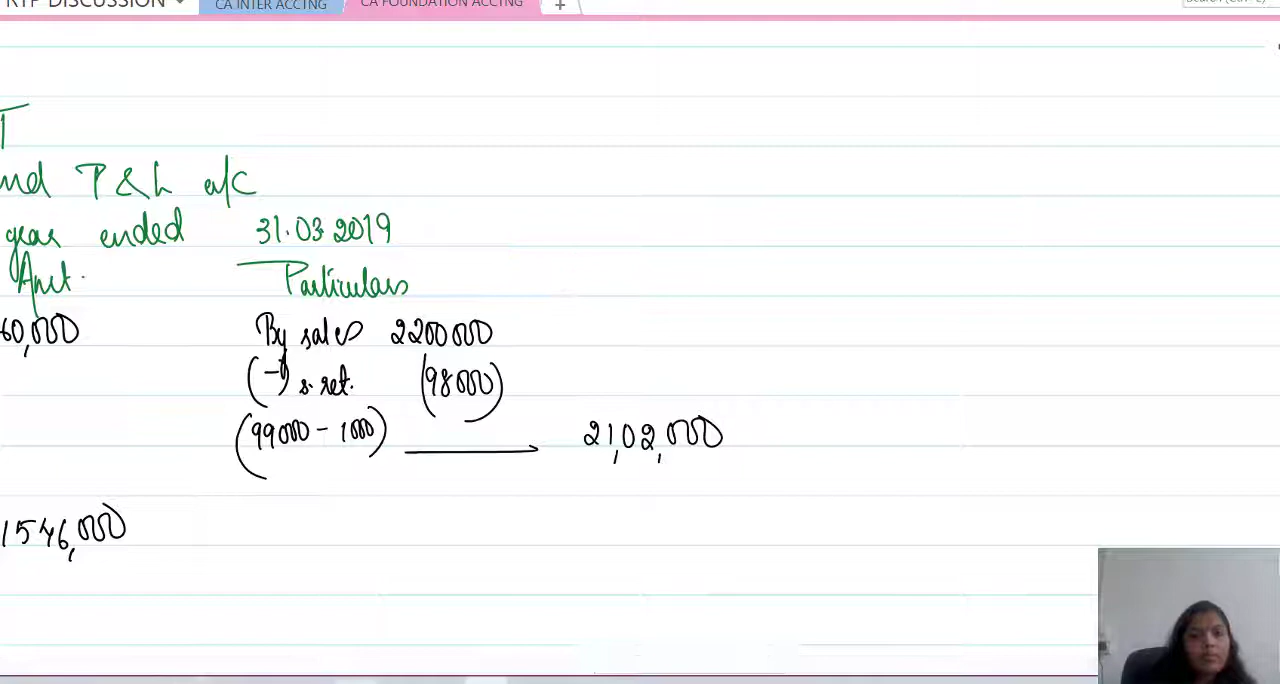 RTP DISCUSSION
CA INTER ACCTNG
CA FOUNDATION ACCTNG
+
T
nd P & L a/c
year ended 31.03.2019
Amt. Particulars
60,000 By sales 2200000
(-) s. ret. (98000)
(99000 - 1000) 21,02,000
1546,000